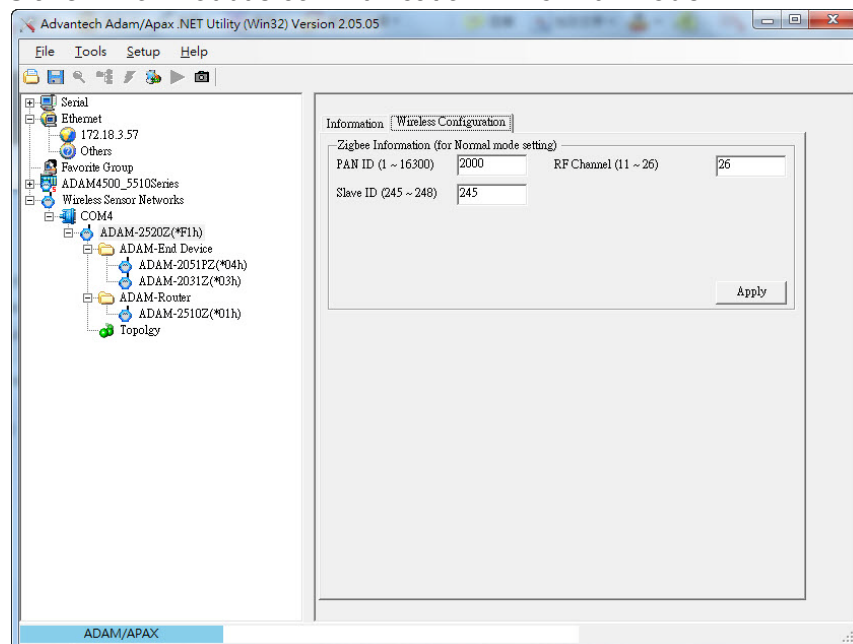 Advantech Adam/Apax .NET Utility (Win32) Version 2.05.05
File Tools Setup Help
Serial
Ethernet
172.18.3.57
Others
Favorite Group
ADAM4500_5510Series
Wireless Sensor Networks
COM4
ADAM-2520Z(*F1h)
ADAM-End Device
ADAM-2051PZ(*04h)
ADAM-2031Z(*03h)
ADAM-Router
ADAM-2510Z(*01h)
Topolgy
Information Wireless Configuration
Zigbee Information (for Normal mode setting)
PAN ID (1 ~ 16300) 2000 RF Channel (11 ~ 26) 26
Slave ID (245 ~ 248) 245
Apply
ADAM/APAX